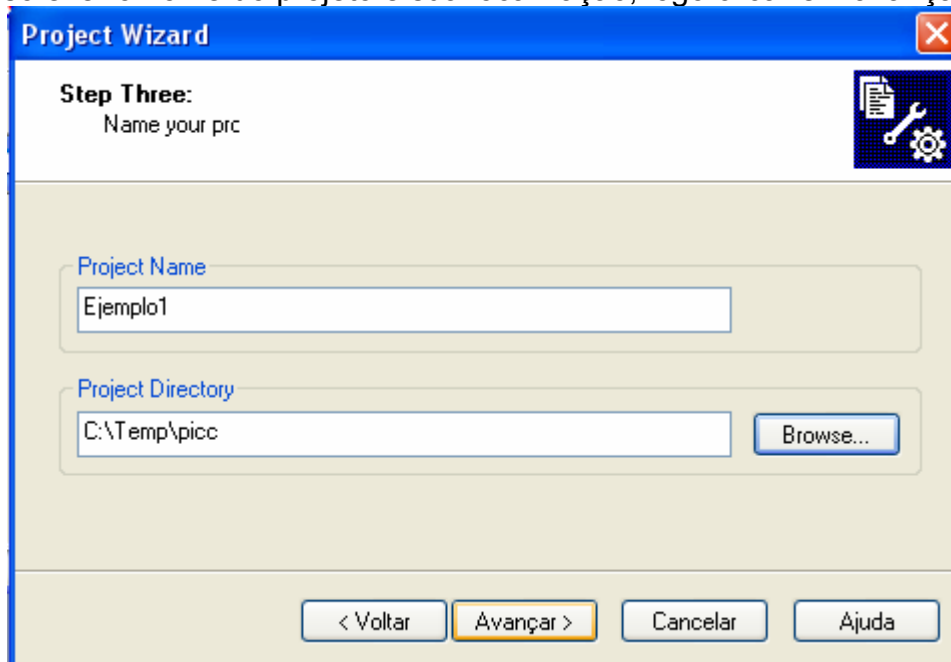 Project Wizard
Step Three:
Name your prc
Project Name
Ejemplo1
Project Directory
C:\Temp\picc
Browse...
< Voltar
Avançar >
Cancelar
Ajuda